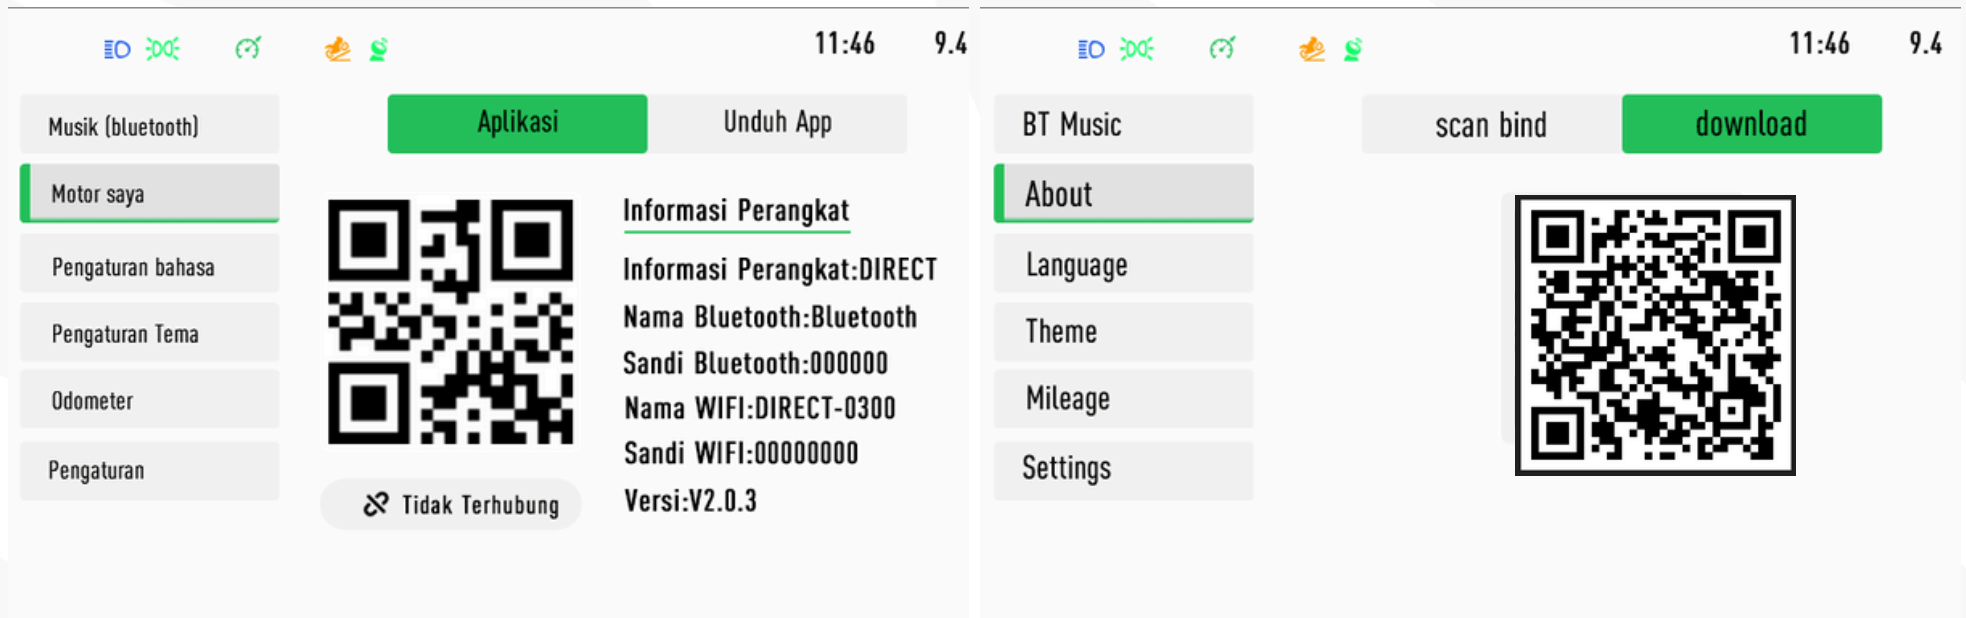 11:46 9.4
Musik (bluetooth)
Motor saya
Pengaturan bahasa
Pengaturan Tema
Odometer
Pengaturan
Aplikasi Unduh App
Informasi Perangkat
Informasi Perangkat:DIRECT
Nama Bluetooth:Bluetooth
Sandi Bluetooth:000000
Nama WIFI:DIRECT-0300
Sandi WIFI:00000000
Versi:V2.0.3
Tidak Terhubung
11:46 9.4
BT Music
About
Language
Theme
Mileage
Settings
scan bind download